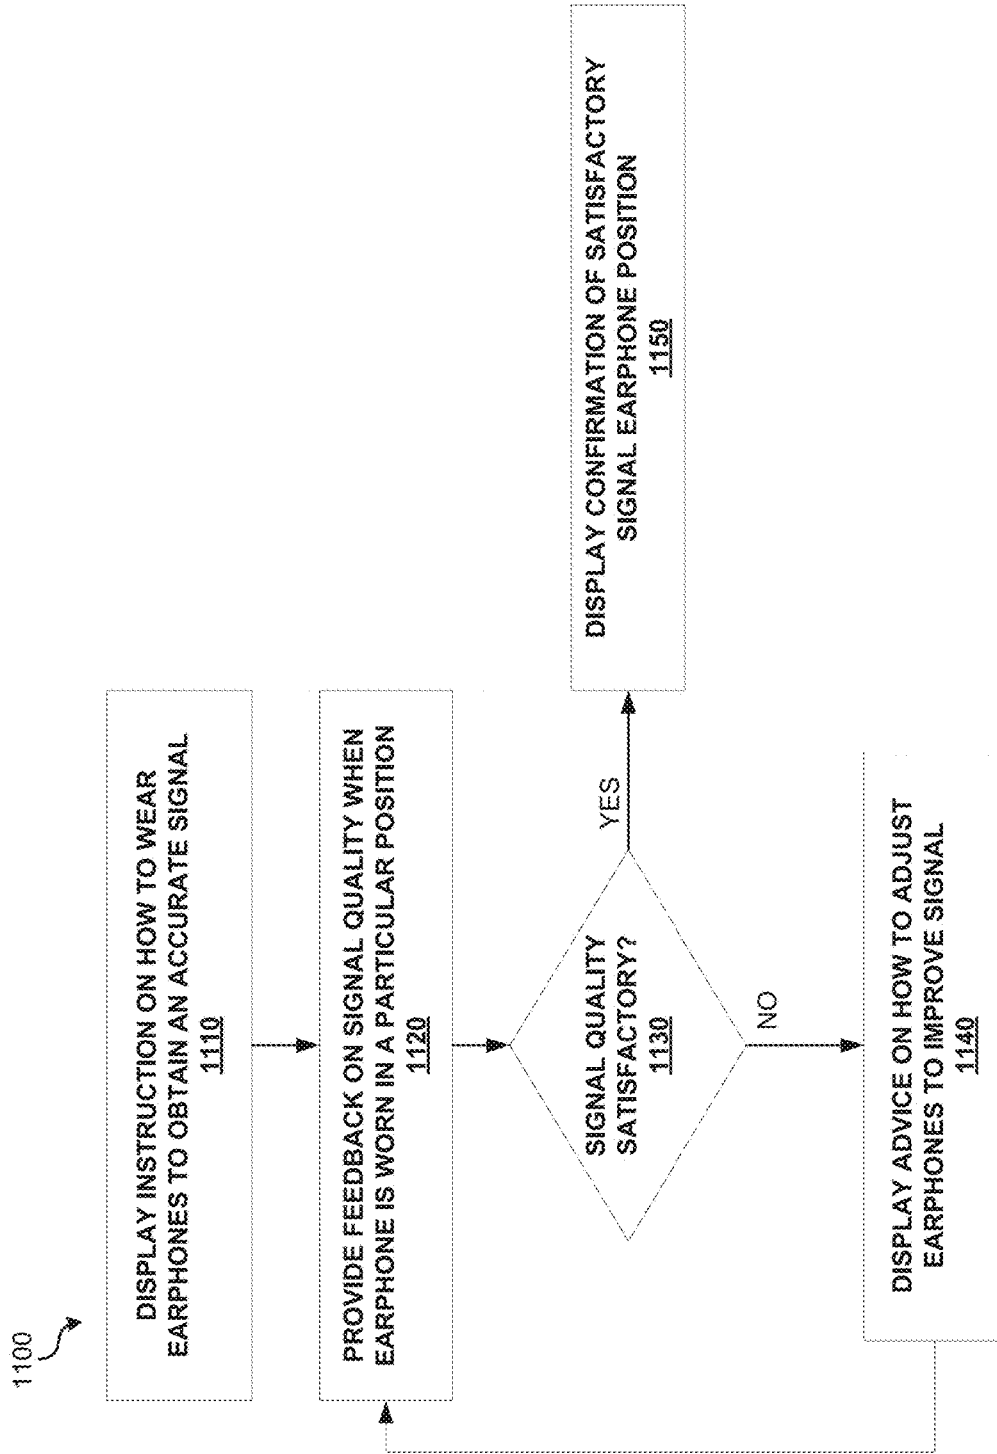 1100
DISPLAY INSTRUCTION ON HOW TO WEAR
EARPHONES TO OBTAIN AN ACCURATE SIGNAL
1110
PROVIDE FEEDBACK ON SIGNAL QUALITY WHEN
EARPHONE IS WORN IN A PARTICULAR POSITION
1120
SIGNAL QUALITY
SATISFACTORY?
1130
YES
DISPLAY CONFIRMATION OF SATISFACTORY
SIGNAL EARPHONE POSITION
1150
NO
DISPLAY ADVICE ON HOW TO ADJUST
EARPHONES TO IMPROVE SIGNAL
1140